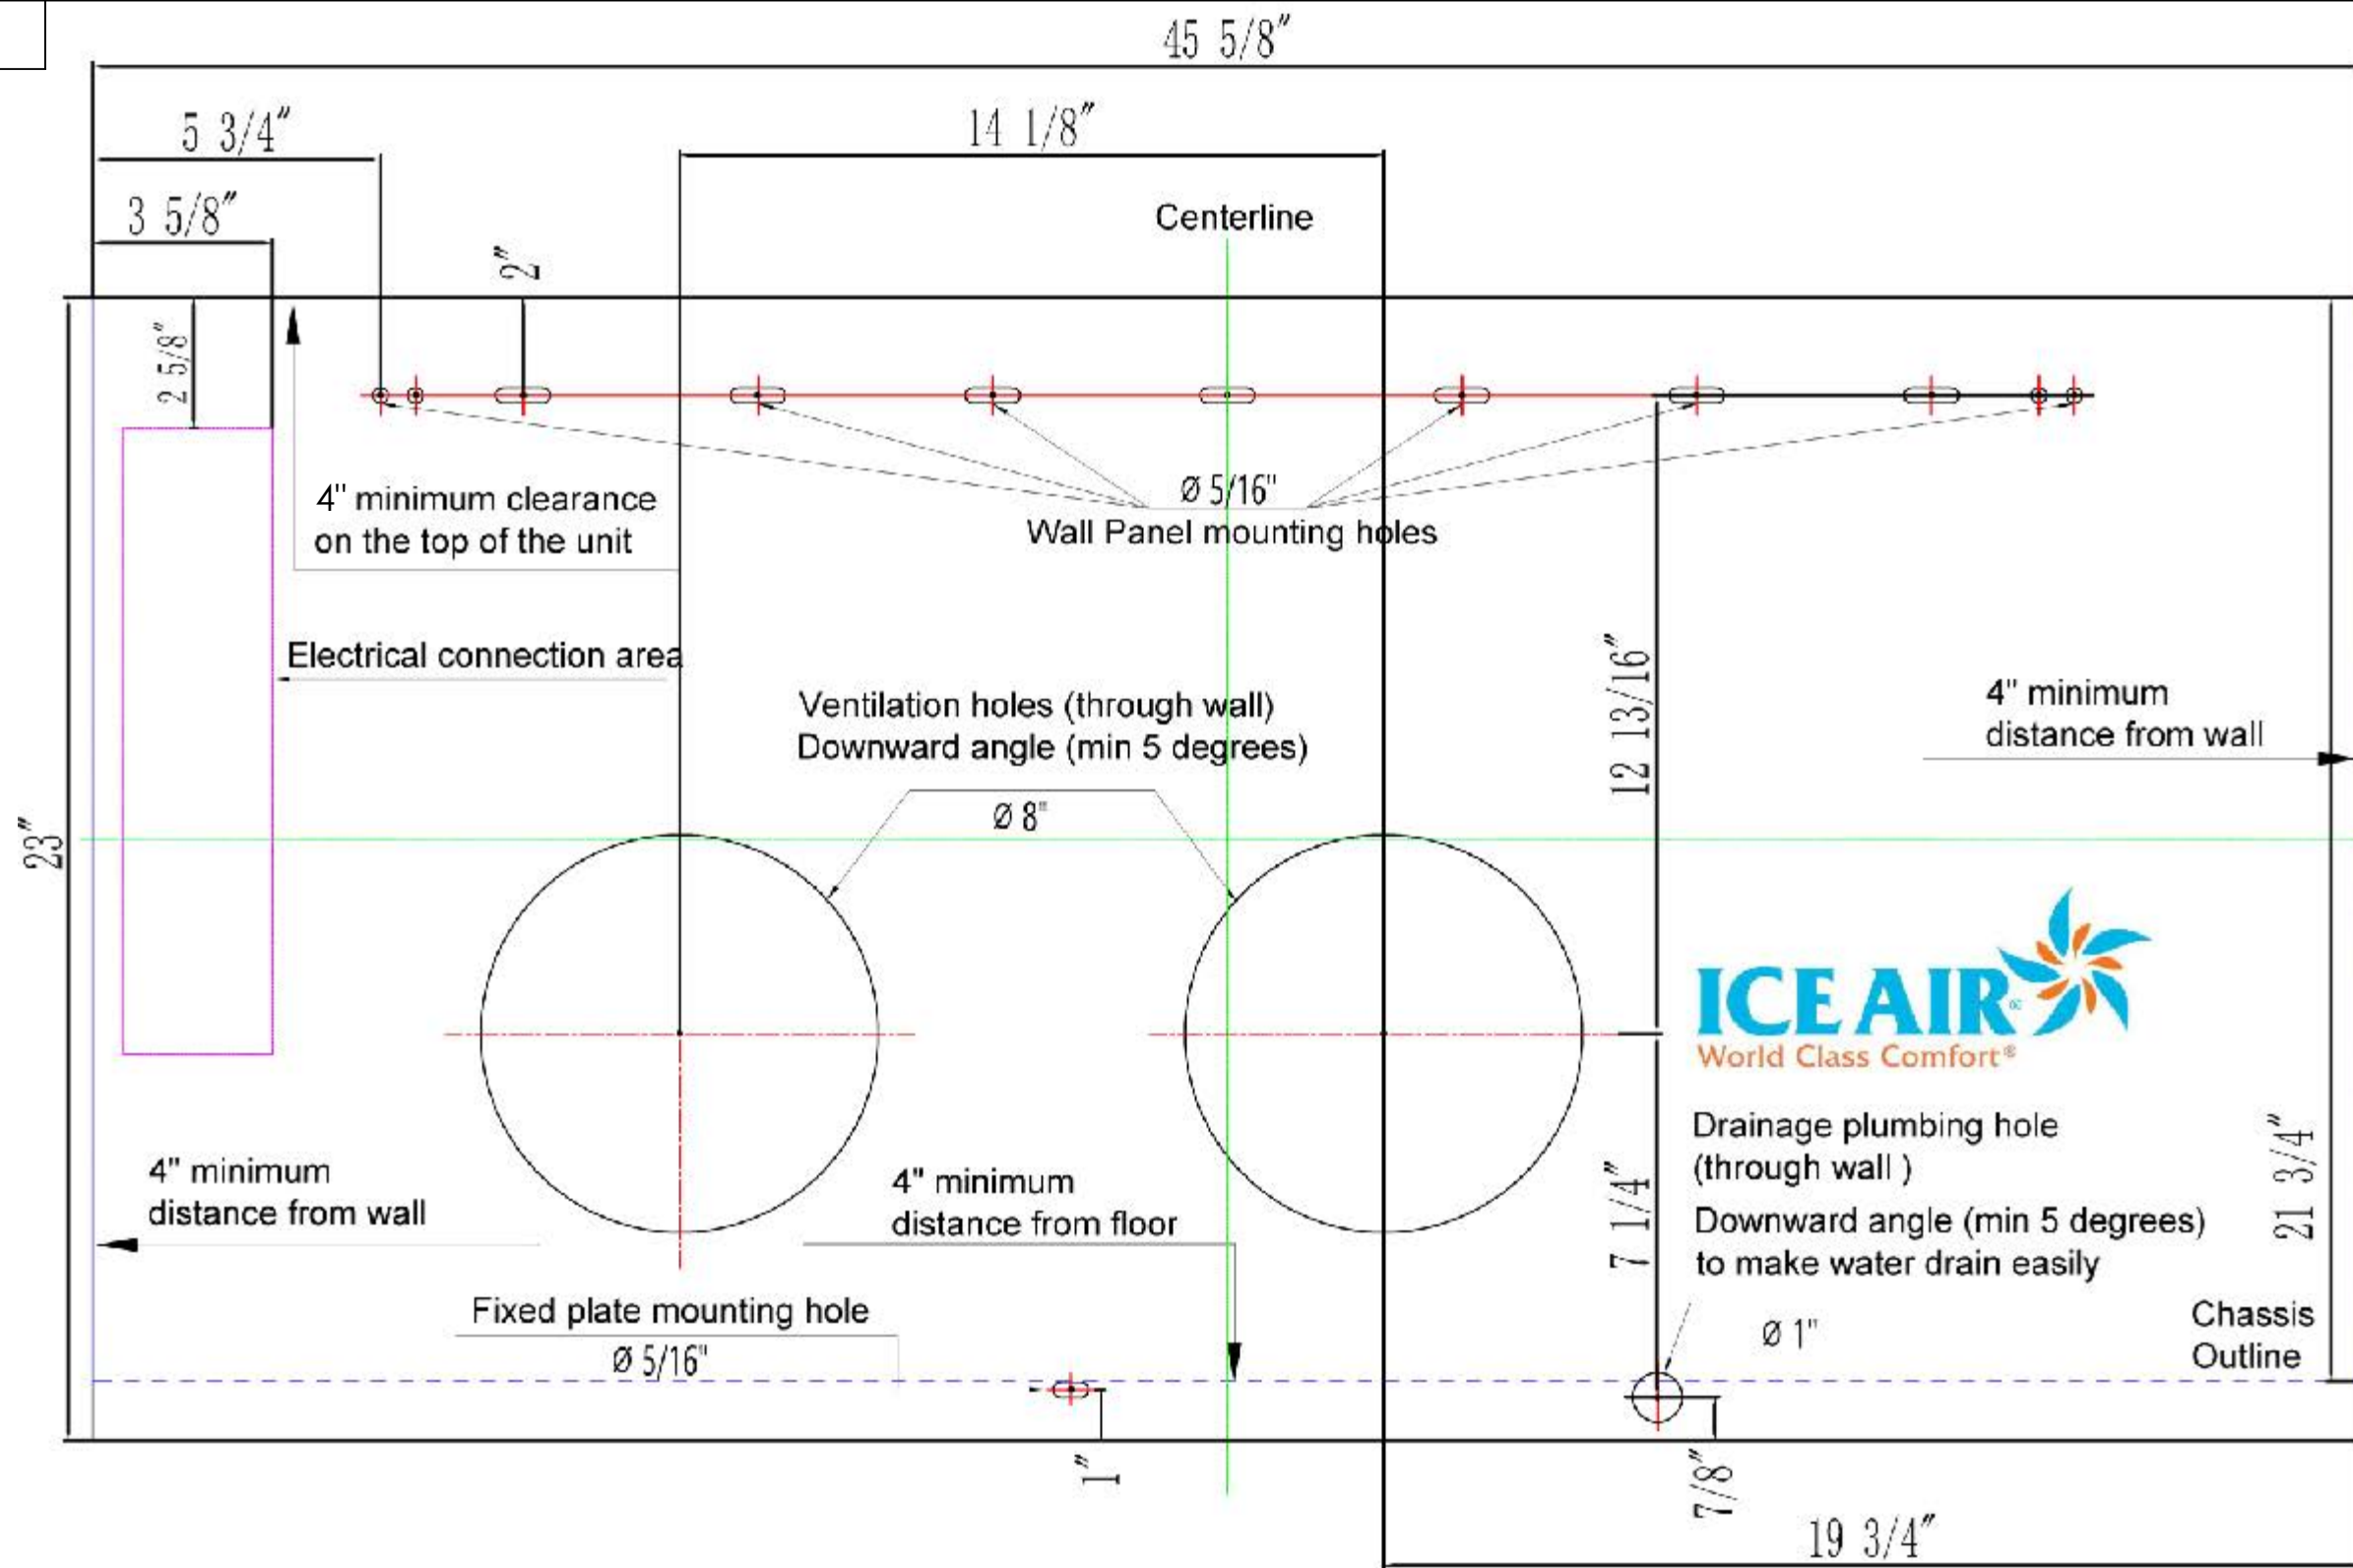 45 5/8"
5 3/4"
14 1/8"
3 5/8"
Centerline
2"
2 5/8"
4" minimum clearance
on the top of the unit
Ø 5/16"
Wall Panel mounting holes
Electrical connection area
Ventilation holes (through wall)
Downward angle (min 5 degrees)
Ø 8"
12 13/16"
4" minimum
distance from wall
23"
ICE AIR®
World Class Comfort®
4" minimum
distance from wall
4" minimum
distance from floor
7 1/4"
Drainage plumbing hole
(through wall )
Downward angle (min 5 degrees)
to make water drain easily
21 3/4"
Fixed plate mounting hole
Ø 5/16"
Ø 1"
Chassis
Outline
1"
7/8"
19 3/4"